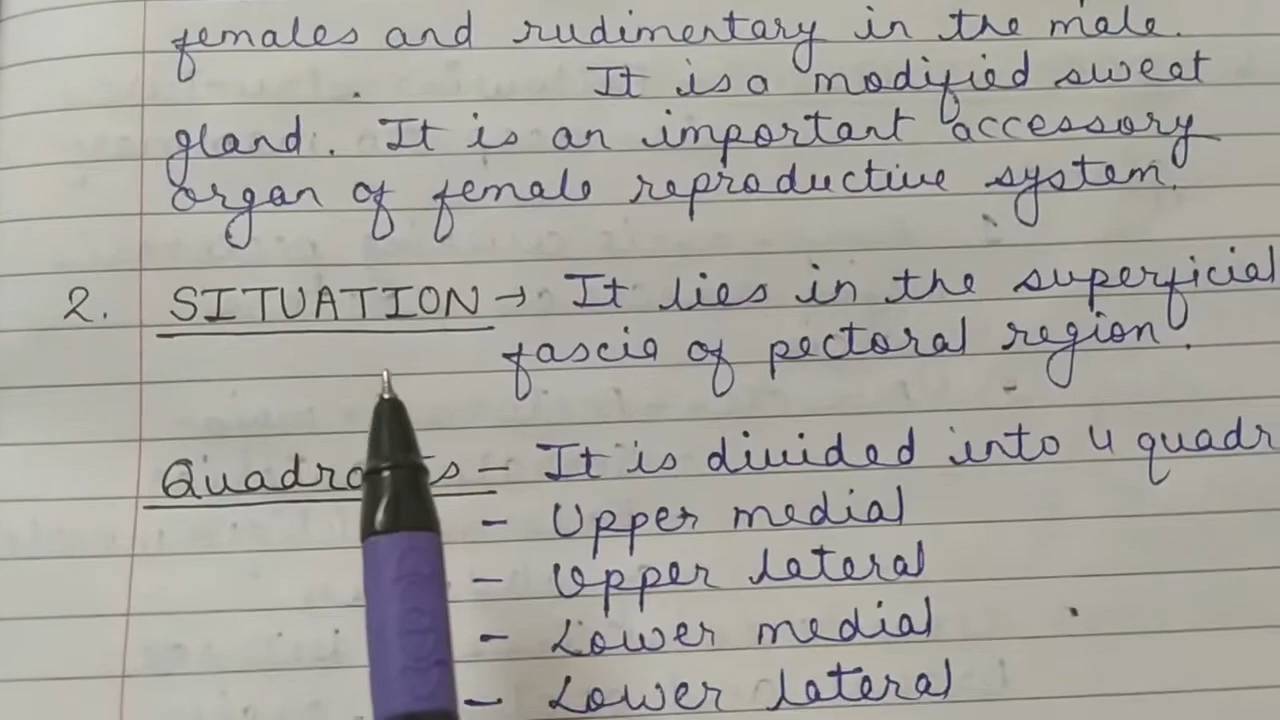 females and rudimentary in the male.
It is a modified sweat
gland. It is an important accessory
organ of female reproductive system.
2. SITUATION → It lies in the superficial
fascia of pectoral region.
Quadrants - It is divided into 4 quadr
- Upper medial
- Upper lateral
- Lower medial
- Lower lateral